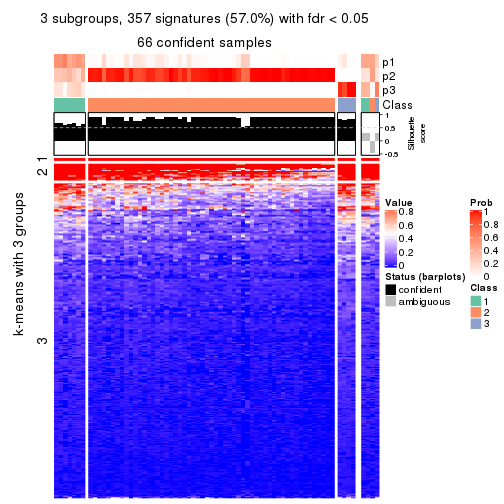 3 subgroups, 357 signatures (57.0%) with fdr < 0.05
66 confident samples
p1
p2
p3
Class
1
0.5
0
-0.5
Silhouette
score
k-means with 3 groups
1
2
3
Value
0.8
0.6
0.4
0.2
0
Status (barplots)
confident
ambiguous
Prob
1
0.8
0.6
0.4
0.2
0
Class
1
2
3